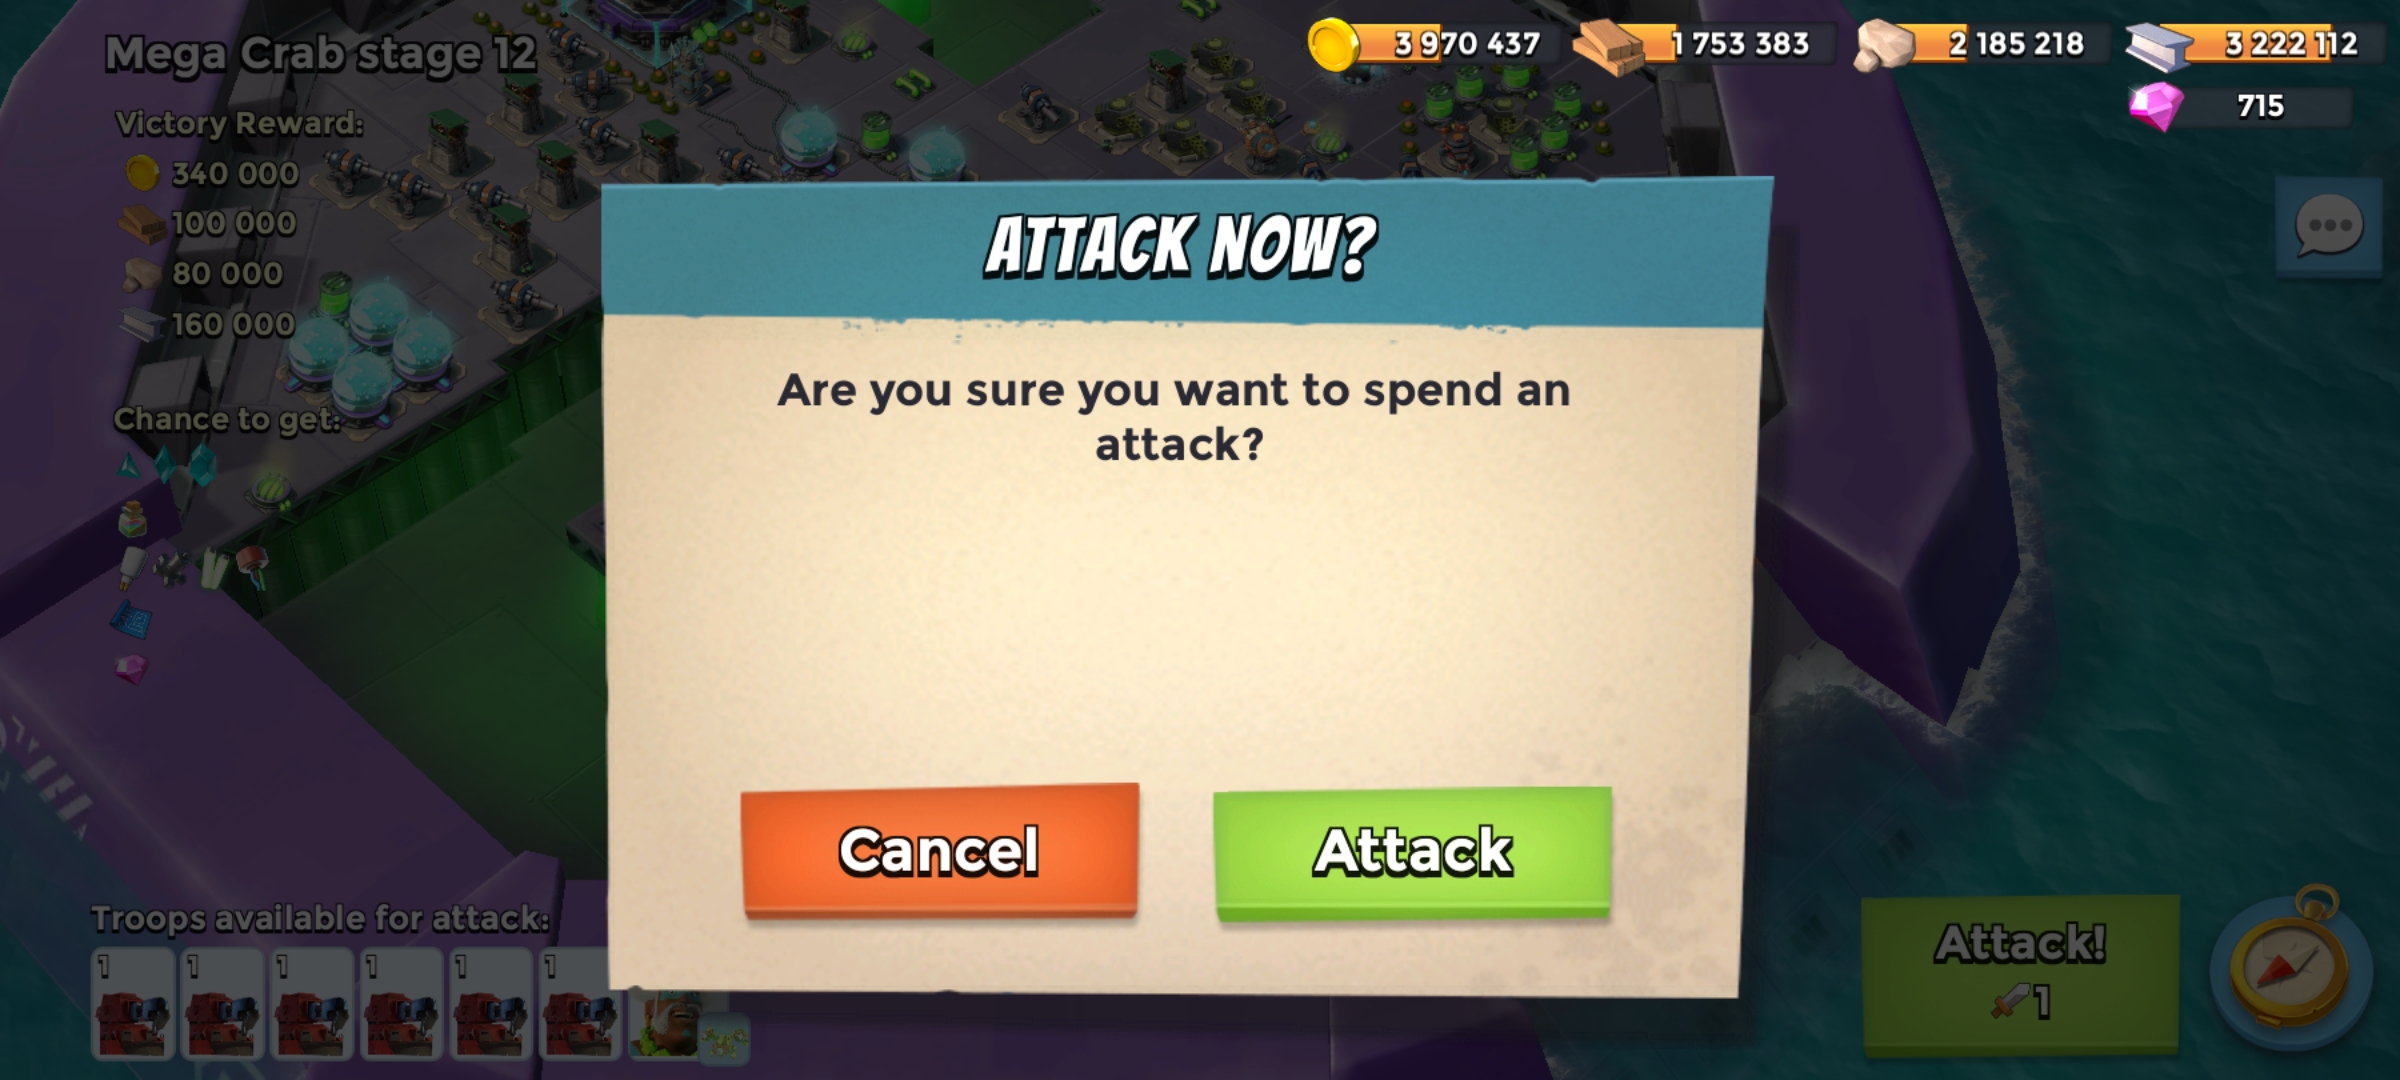 Mega Crab stage 12
3 970 437
1 753 383
2 185 218
3 222 112
715
Victory Reward:
340 000
100 000
80 000
160 000
Chance to get:
ATTACK NOW?
Are you sure you want to spend an
attack?
Cancel
Attack
Troops available for attack:
1
1
1
1
1
1
Attack!
1